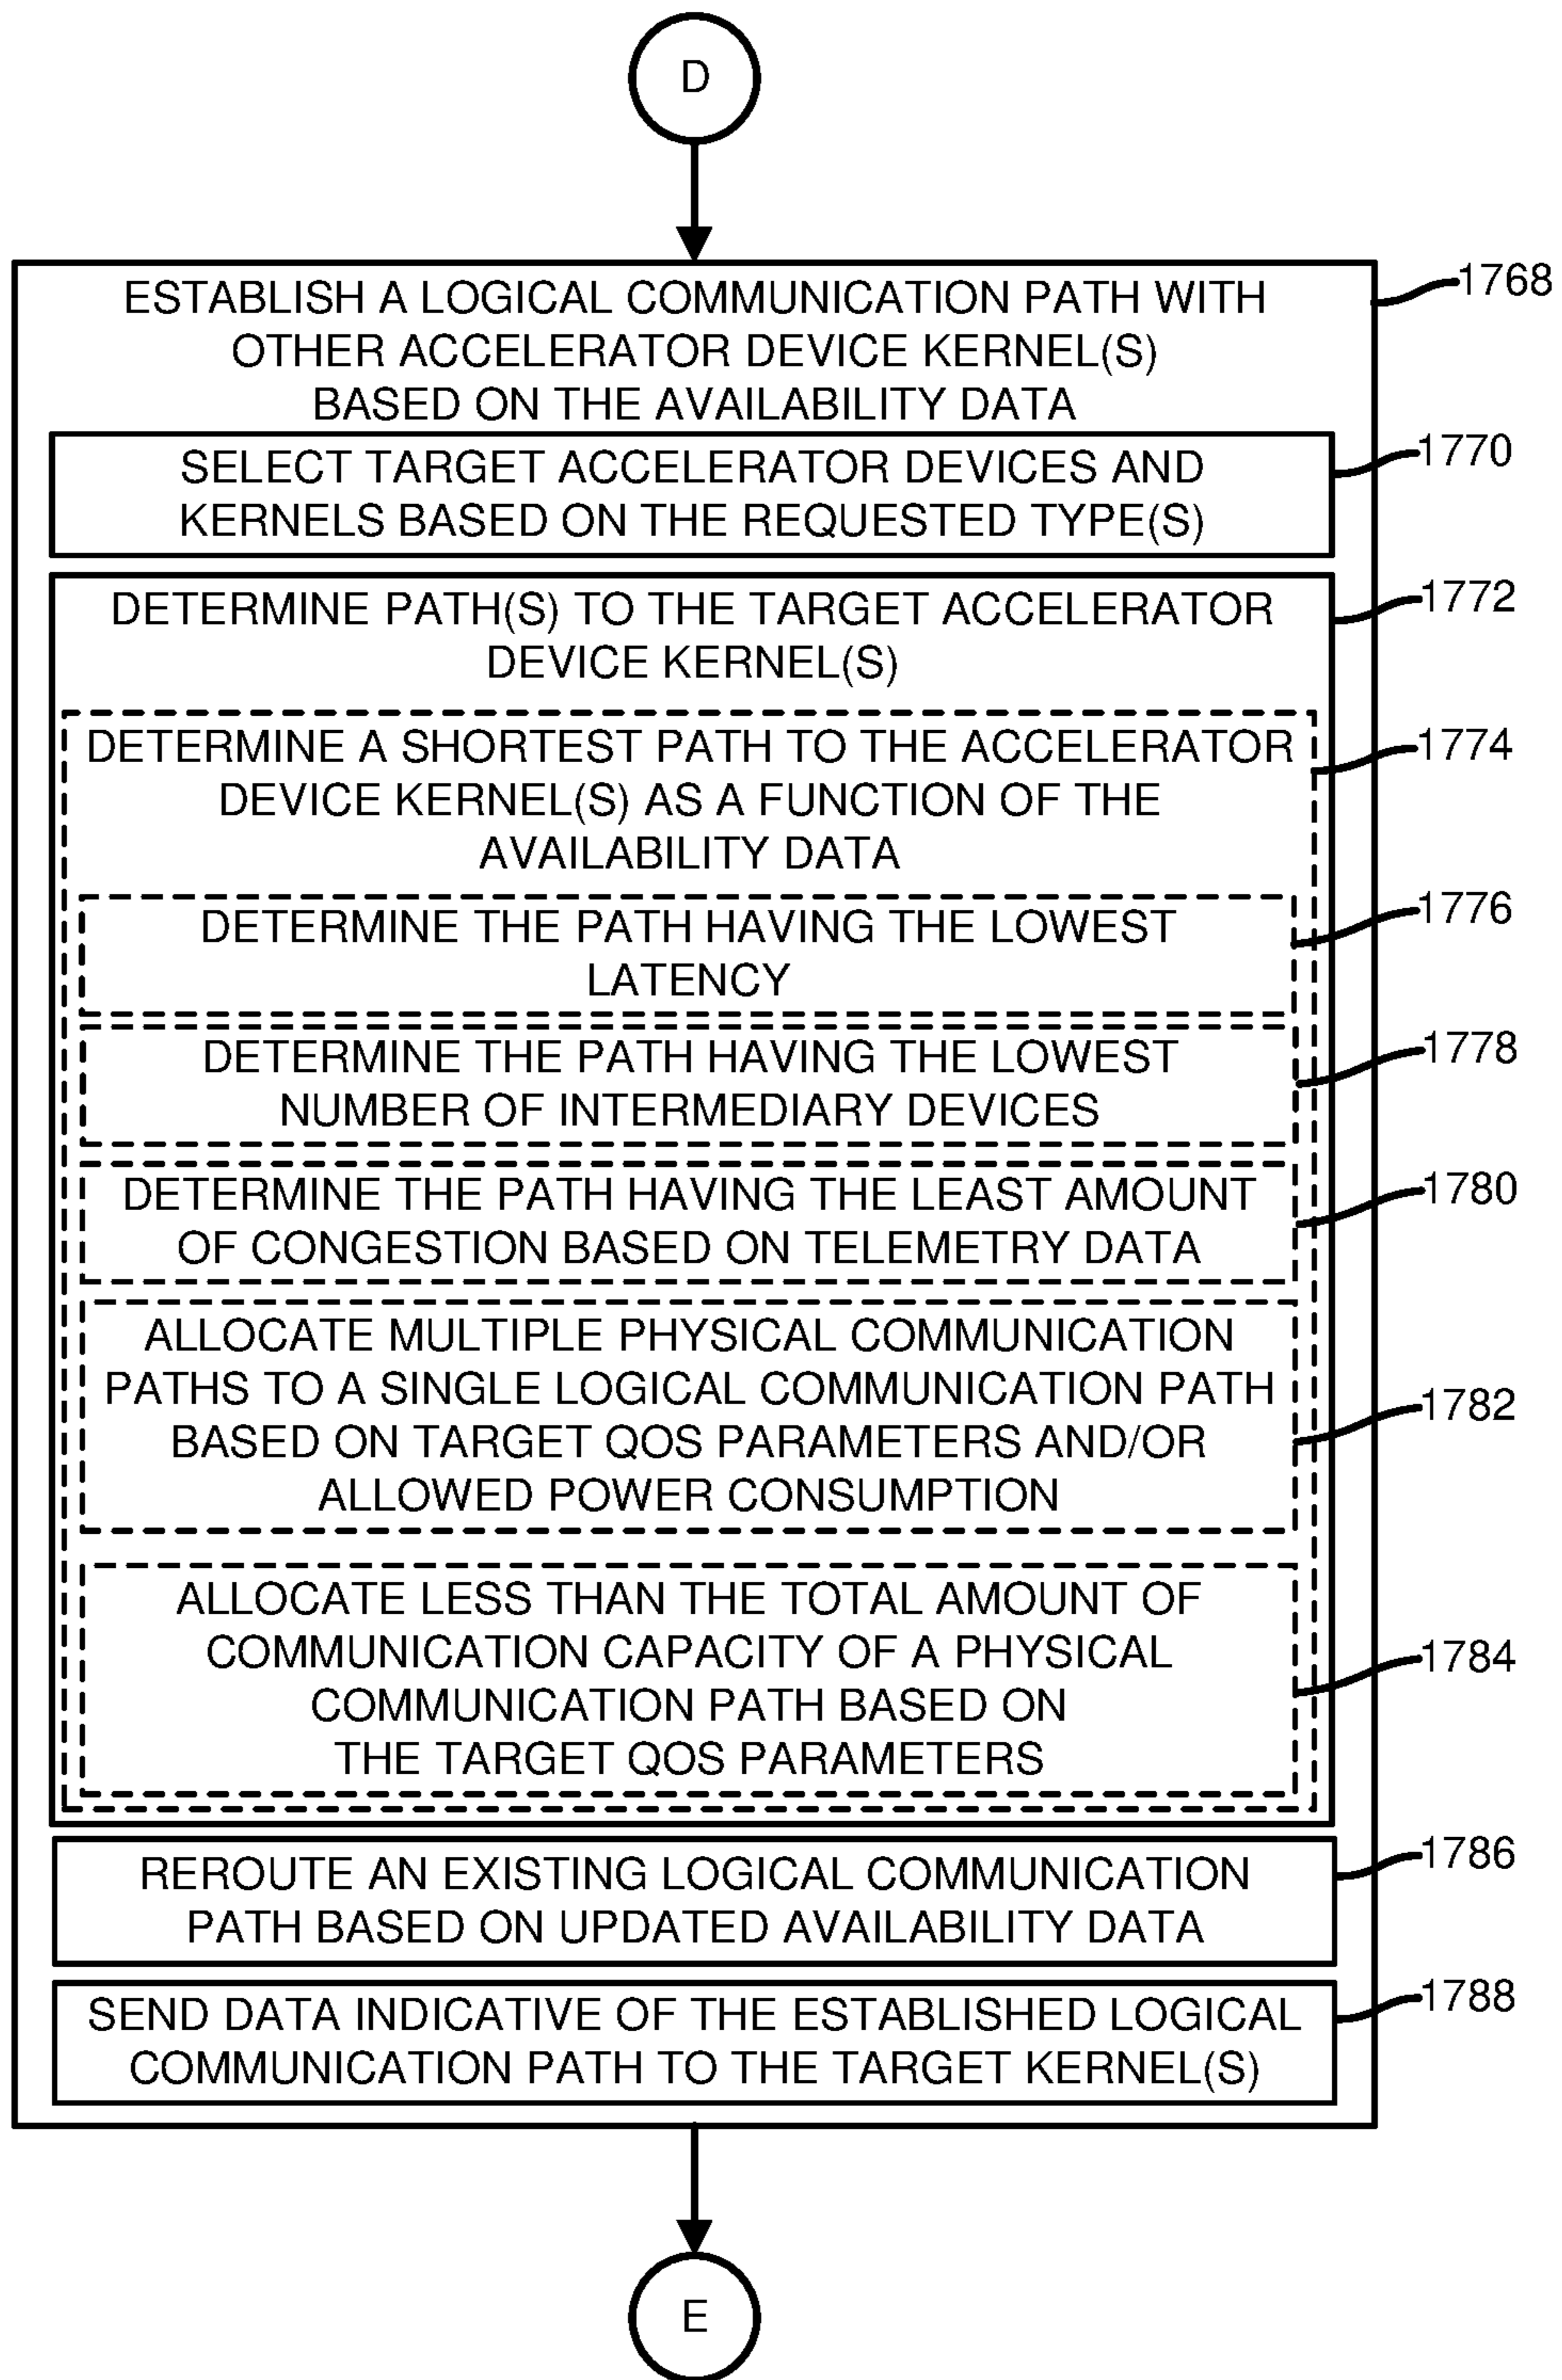 D
ESTABLISH A LOGICAL COMMUNICATION PATH WITH
OTHER ACCELERATOR DEVICE KERNEL(S)
BASED ON THE AVAILABILITY DATA
1768
SELECT TARGET ACCELERATOR DEVICES AND
KERNELS BASED ON THE REQUESTED TYPE(S)
1770
DETERMINE PATH(S) TO THE TARGET ACCELERATOR
DEVICE KERNEL(S)
1772
DETERMINE A SHORTEST PATH TO THE ACCELERATOR
DEVICE KERNEL(S) AS A FUNCTION OF THE
AVAILABILITY DATA
1774
DETERMINE THE PATH HAVING THE LOWEST
LATENCY
1776
DETERMINE THE PATH HAVING THE LOWEST
NUMBER OF INTERMEDIARY DEVICES
1778
DETERMINE THE PATH HAVING THE LEAST AMOUNT
OF CONGESTION BASED ON TELEMETRY DATA
1780
ALLOCATE MULTIPLE PHYSICAL COMMUNICATION
PATHS TO A SINGLE LOGICAL COMMUNICATION PATH
BASED ON TARGET QOS PARAMETERS AND/OR
ALLOWED POWER CONSUMPTION
1782
ALLOCATE LESS THAN THE TOTAL AMOUNT OF
COMMUNICATION CAPACITY OF A PHYSICAL
COMMUNICATION PATH BASED ON
THE TARGET QOS PARAMETERS
1784
REROUTE AN EXISTING LOGICAL COMMUNICATION
PATH BASED ON UPDATED AVAILABILITY DATA
1786
SEND DATA INDICATIVE OF THE ESTABLISHED LOGICAL
COMMUNICATION PATH TO THE TARGET KERNEL(S)
1788
E